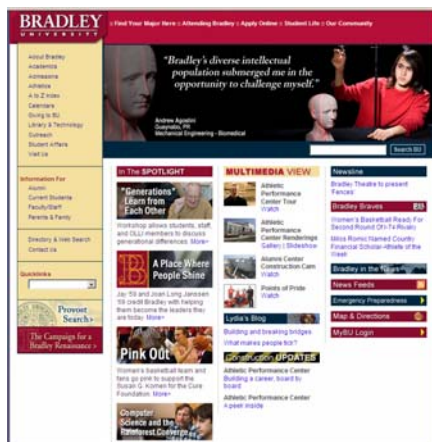 BRADLEY
UNIVERSITY
:: Find Your Major Here :: Attending Bradley :: Apply Online :: Student Life :: Our Community
About Bradley
Academics
Admissions
Athletics
A to Z Index
Calendars
Giving to BU
Library & Technology
Outreach
Student Affairs
Visit Us
Information For
Alumni
Current Students
Faculty/Staff
Parents & Family
Directory & Web Search
Contact Us
Quicklinks
Provost
Search>
The Campaign for a
Bradley Renaissance >
"Bradley's diverse intellectual
population submerged me in the
opportunity to challenge myself."
Andrew Agostini
Guaynabo, PR
Mechanical Engineering - Biomedical
Search BU
In The SPOTLIGHT
"Generations"
Learn from
Each Other
Workshop allows students, staff,
and OLLI members to discuss
generational differences. More>
A Place Where
People Shine
Jay '59 and Joan Long Janssen
'59 credit Bradley with helping
them become the leaders they
are today. More>
Pink Out
Women's basketball team and
fans go pink to support the
Susan G. Komen for the Cure
Foundation. More>
Computer
Science and the
Rainforest Converge
MULTIMEDIA VIEW
Athletic
Performance
Center Tour
Watch
Athletic
Performance
Center Renderings
Gallery | Slideshow
Alumni Center
Construction Cam
Watch
Points of Pride
Watch
Lydia's Blog
Building and breaking bridges.
What makes people tick?
Construction UPDATES
Athletic Performance Center
Building a career, board by
board
Athletic Performance Center
A peek inside
Newsline
Bradley Theatre to present
'Fences'
Bradley Braves
Women's Basketball Ready For
Second Round Of I-74 Rivalry
Milos Romic Named Country
Financial Scholar-Athlete of the
Week
Bradley in the News
News Feeds
Emergency Preparedness
Map & Directions
MyBU Login